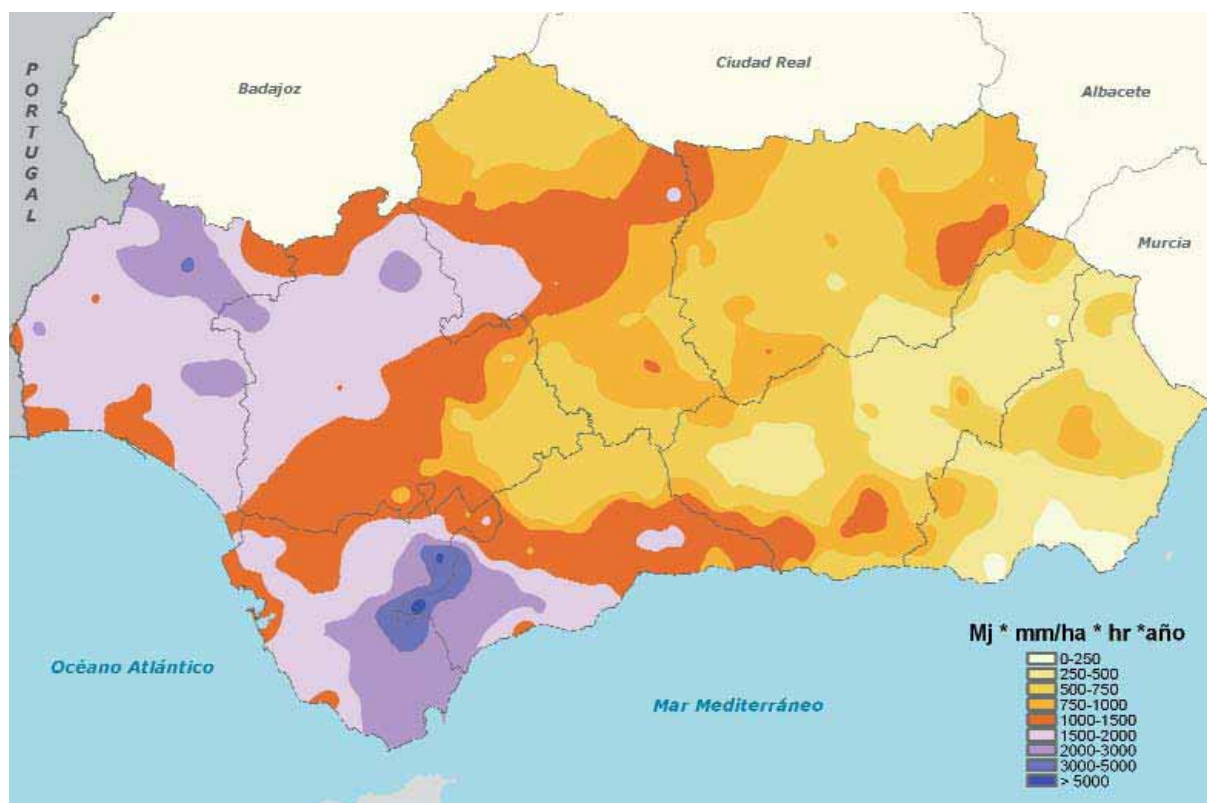 PORTUGAL
Badajoz
Ciudad Real
Albacete
Murcia
Océano Atlántico
Mar Mediterráneo
Mj * mm/ha * hr *año
0-250
250-500
500-750
750-1000
1000-1500
1500-2000
2000-3000
3000-5000
> 5000